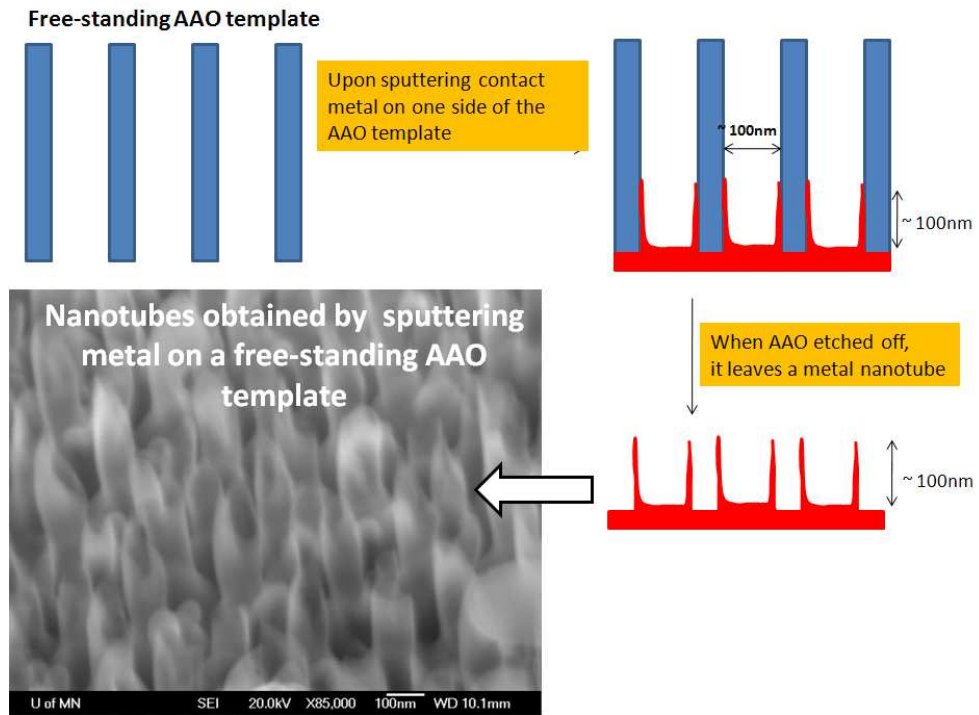 Free-standing AAO template
Upon sputtering contact
metal on one side of the
AAO template
~ 100nm
~ 100nm
Nanotubes obtained by sputtering
metal on a free-standing AAO
template
When AAO etched off,
it leaves a metal nanotube
~ 100nm
U of MN SEI 20.0kV X85,000 100nm WD 10.1mm